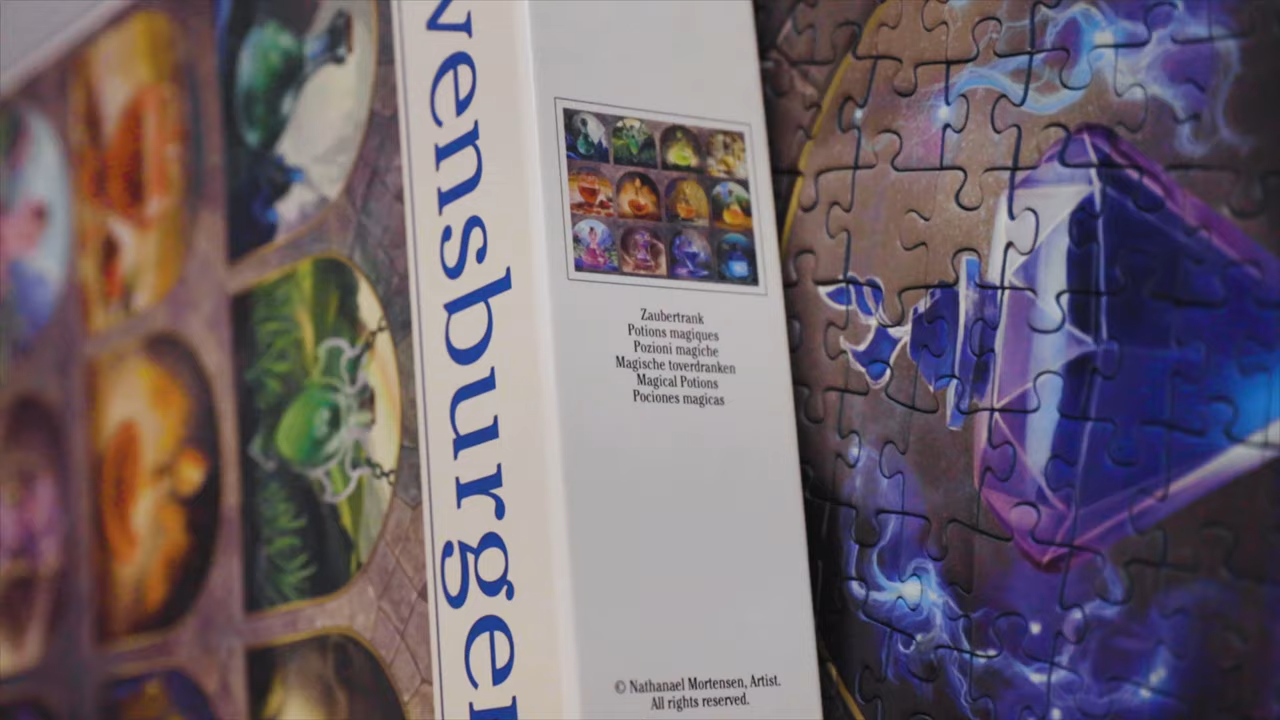 vensburger
Zaubertrank
Potions magiques
Pozioni magiche
Magische toverdranken
Magical Potions
Pociones magicas
© Nathanael Mortensen, Artist.
All rights reserved.